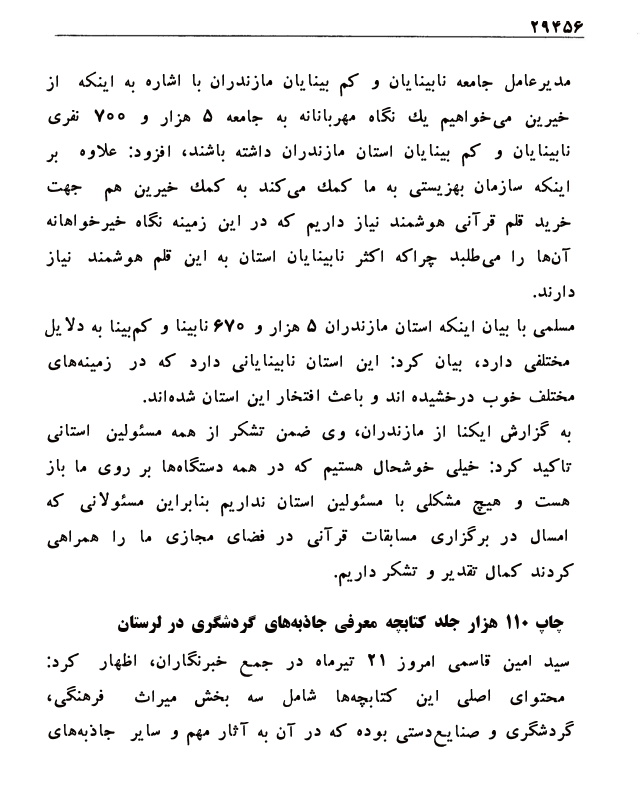 ۲۹۴۵۶
مدیرعامل جامعه نابینایان و کم بینایان مازندران با اشاره به اینکه از
خیرین می‌خواهیم یك نگاه مهربانانه به جامعه ۵ هزار و ۷۰۰ نفری
نابینایان و کم بینایان استان مازندران داشته باشند، افزود: علاوه بر
اینکه سازمان بهزیستی به ما کمك می‌کند به کمك خیرین هم جهت
خرید قلم قرآنی هوشمند نیاز داریم که در این زمینه نگاه خیرخواهانه
آن‌ها را می‌طلبد چراکه اکثر نابینایان استان به این قلم هوشمند نیاز
دارند.
مسلمی با بیان اینکه استان مازندران ۵ هزار و ۶۷۰ نابینا و کم‌بینا به دلایل
مختلفی دارد، بیان کرد: این استان نابینایانی دارد که در زمینه‌های
مختلف خوب درخشیده اند و باعث افتخار این استان شده‌اند.
به گزارش ایکنا از مازندران، وی ضمن تشکر از همه مسئولین استانی
تاکید کرد: خیلی خوشحال هستیم که در همه دستگاه‌ها بر روی ما باز
هست و هیچ مشکلی با مسئولین استان نداریم بنابراین مسئولانی که
امسال در برگزاری مسابقات قرآنی در فضای مجازی ما را همراهی
کردند کمال تقدیر و تشکر داریم.
چاپ ۱۱۰ هزار جلد کتابچه معرفی جاذبه‌های گردشگری در لرستان
سید امین قاسمی امروز ۲۱ تیرماه در جمع خبرنگاران، اظهار کرد:
محتوای اصلی این کتابچه‌ها شامل سه بخش میراث فرهنگی،
گردشگری و صنایع‌دستی بوده که در آن به آثار مهم و سایر جاذبه‌های